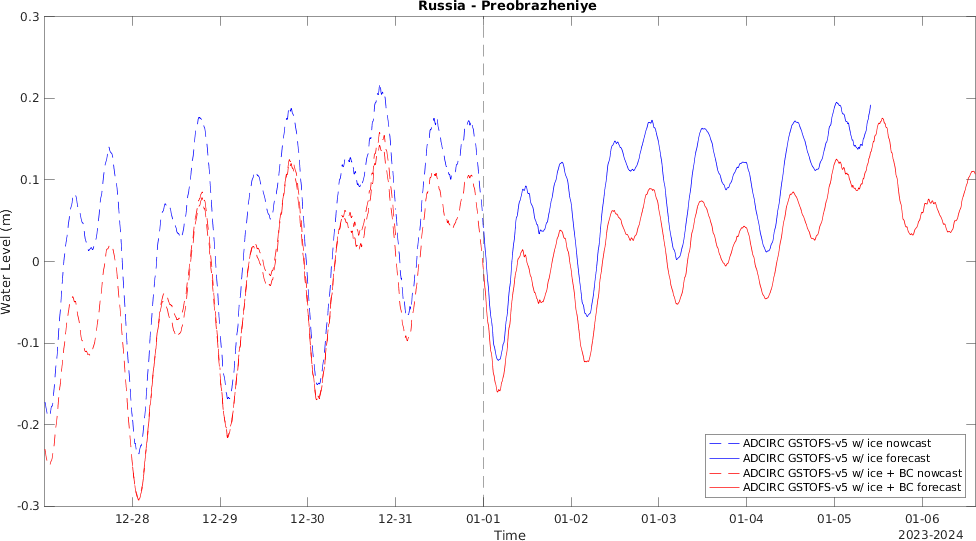 Russia - Preobrazheniye
0.3
0.2
0.1
0
-0.1
-0.2
-0.3
Water Level (m)
12-28 12-29 12-30 12-31 01-01 01-02 01-03 01-04 01-05 01-06
Time
2023-2024
ADCIRC GSTOFS-v5 w/ ice nowcast
ADCIRC GSTOFS-v5 w/ ice forecast
ADCIRC GSTOFS-v5 w/ ice + BC nowcast
ADCIRC GSTOFS-v5 w/ ice + BC forecast